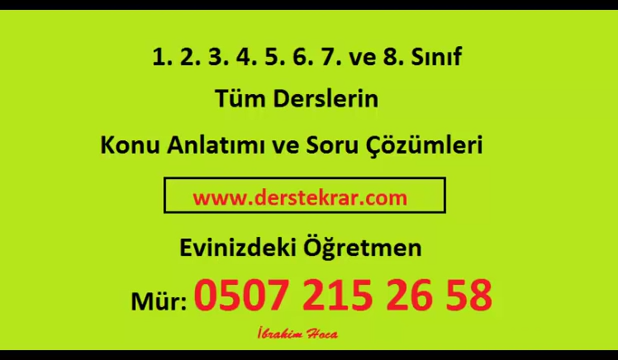 1. 2. 3. 4. 5. 6. 7. ve 8. Sınıf
Tüm Derslerin
Konu Anlatımı ve Soru Çözümleri
www.derstekrar.com
Evinizdeki Öğretmen
Mür: 0507 215 26 58
İbrahim Hoca